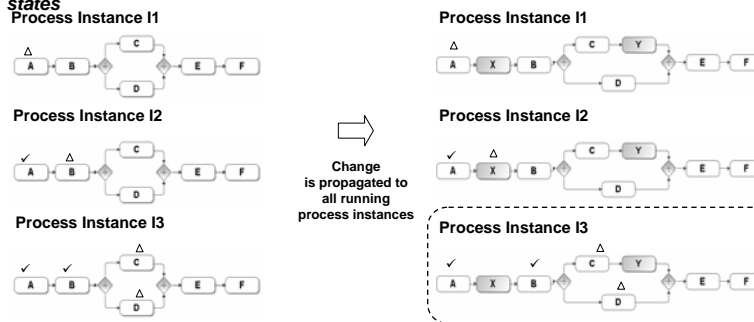 states
Process Instance I1
Process Instance I1
Δ
Δ
C
C Y
A B E F
A X B E F
D
D
Process Instance I2
Process Instance I2
✓ Δ
✓ Δ
C
C Y
A B E F
A X B E F
D
D
Change
is propagated to
all running
process instances
Process Instance I3
Process Instance I3
Δ
Δ
✓ ✓
✓ ✓
C
C Y
A B E F
A X B E F
Δ
Δ
D
D